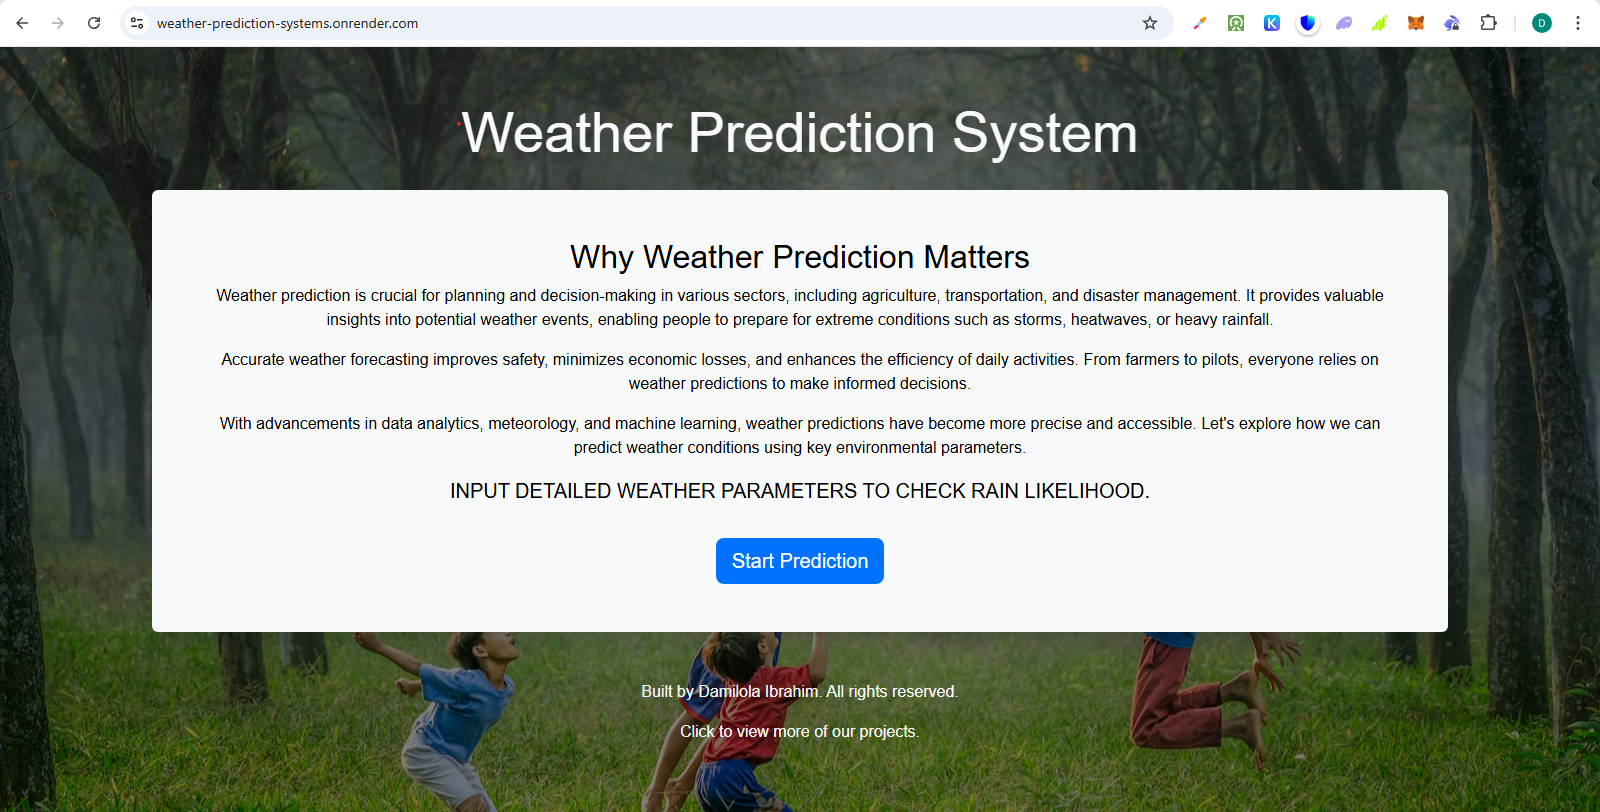 weather-prediction-systems.onrender.com
K
D
Weather Prediction System
Why Weather Prediction Matters
Weather prediction is crucial for planning and decision-making in various sectors, including agriculture, transportation, and disaster management. It provides valuable
insights into potential weather events, enabling people to prepare for extreme conditions such as storms, heatwaves, or heavy rainfall.
Accurate weather forecasting improves safety, minimizes economic losses, and enhances the efficiency of daily activities. From farmers to pilots, everyone relies on
weather predictions to make informed decisions.
With advancements in data analytics, meteorology, and machine learning, weather predictions have become more precise and accessible. Let's explore how we can
predict weather conditions using key environmental parameters.
INPUT DETAILED WEATHER PARAMETERS TO CHECK RAIN LIKELIHOOD.
Start Prediction
Built by Damilola Ibrahim. All rights reserved.
Click to view more of our projects.